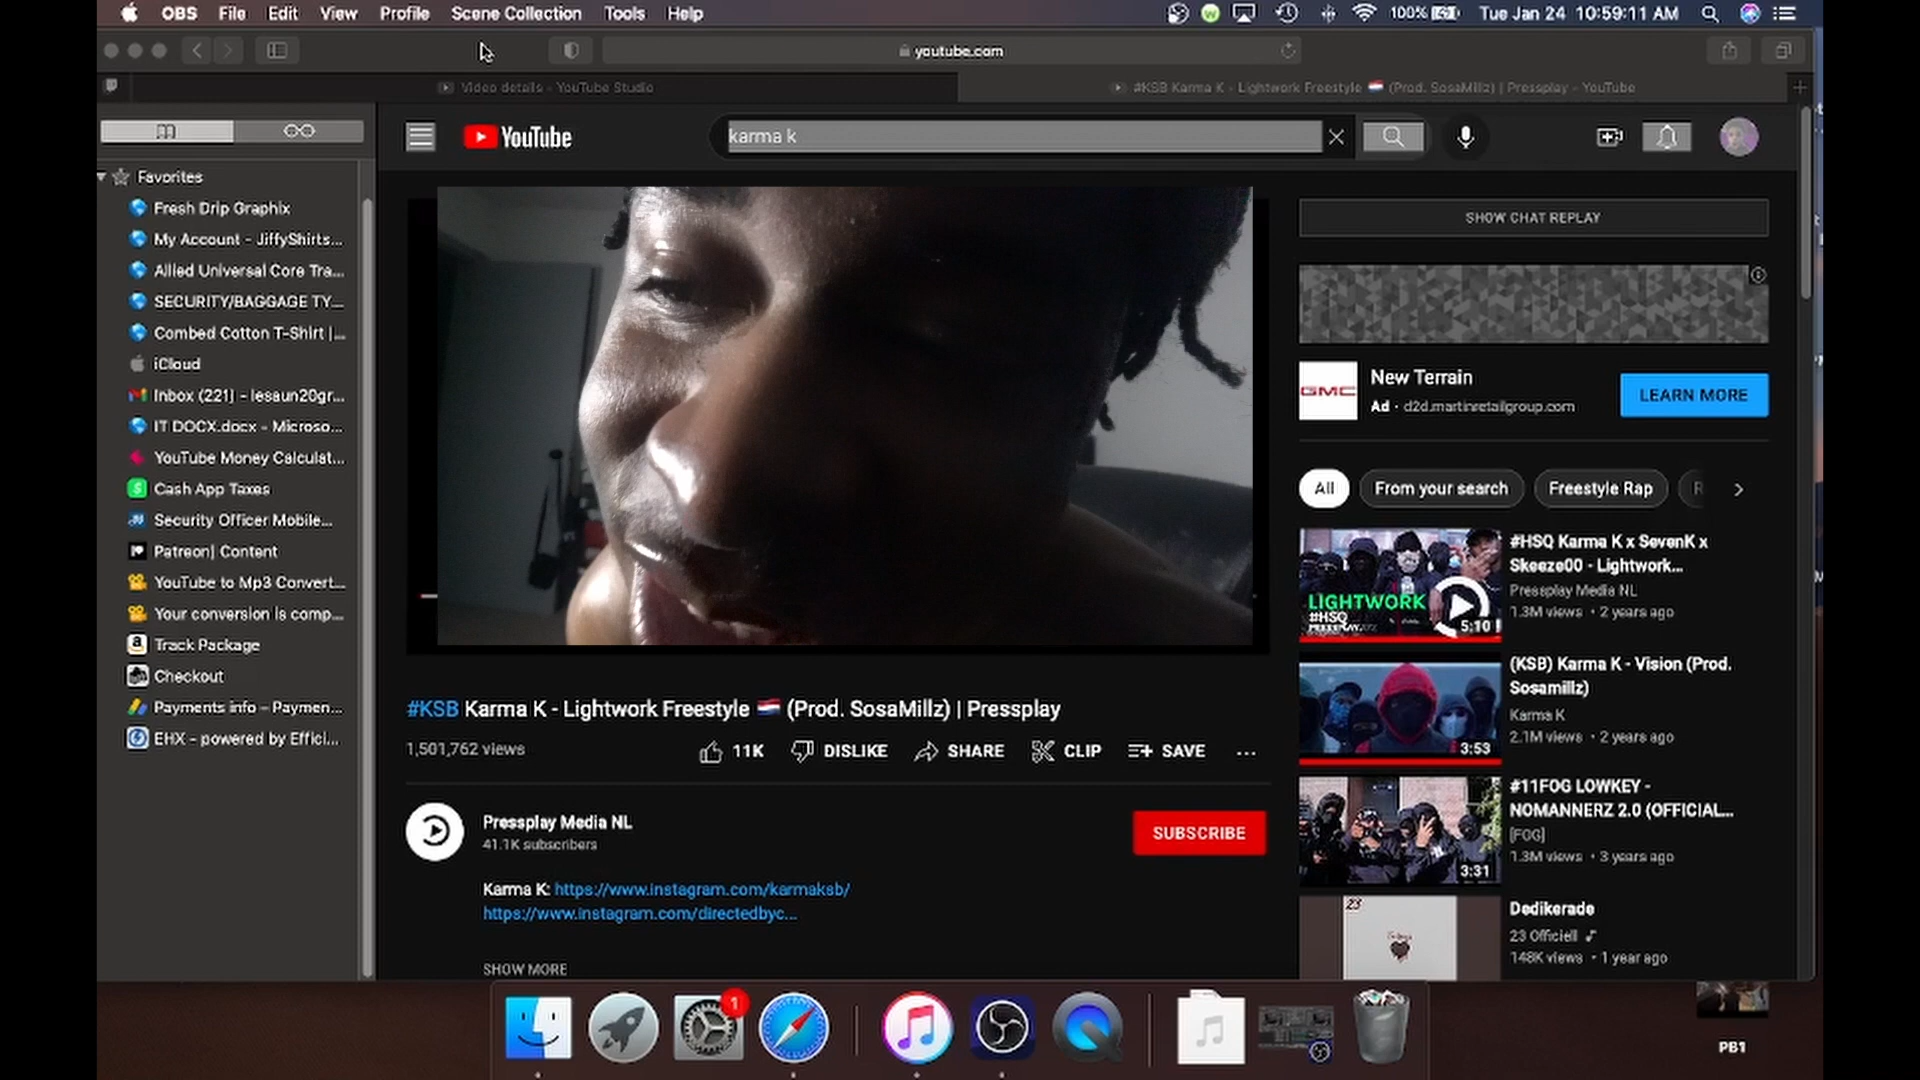 OBS File Edit View Profile Scene Collection Tools Help
100% Tue Jan 24 10:59:11 AM
youtube.com
Video details - YouTube Studio
#KSB Karma K - Lightwork Freestyle 🇳🇱 (Prod. SosaMillz) | Pressplay - YouTube
YouTube
karma k
Favorites
Fresh Drip Graphix
My Account - JiffyShirts...
Allied Universal Core Tra...
SECURITY/BAGGAGE TY...
Combed Cotton T-Shirt |...
iCloud
Inbox (221) - lesaun20gr...
IT DOCX.docx - Microso...
YouTube Money Calculat...
Cash App Taxes
Security Officer Mobile...
Patreon| Content
YouTube to Mp3 Convert...
Your conversion is comp...
Track Package
Checkout
Payments info – Paymen...
EHX - powered by Effici...
#KSB Karma K - Lightwork Freestyle 🇳🇱 (Prod. SosaMillz) | Pressplay
1,501,762 views
11K DISLIKE SHARE CLIP SAVE ...
Pressplay Media NL
41.1K subscribers
SUBSCRIBE
Karma K: https://www.instagram.com/karmaksb/
https://www.instagram.com/directedbyc...
SHOW MORE
SHOW CHAT REPLAY
GMC
New Terrain
Ad · d2d.martinretailgroup.com
LEARN MORE
All From your search Freestyle Rap R
LIGHTWORK
#HSQ
5:10
#HSQ Karma K x SevenK x
Skeeze00 - Lightwork...
Pressplay Media NL
1.3M views • 2 years ago
3:53
(KSB) Karma K - Vision (Prod.
Sosamillz)
Karma K
2.1M views • 2 years ago
3:31
#11FOG LOWKEY -
NOMANNERZ 2.0 (OFFICIAL...
[FOG]
1.3M views • 3 years ago
23
Dedikerade
23 Officiell
148K views • 1 year ago
1
PB1